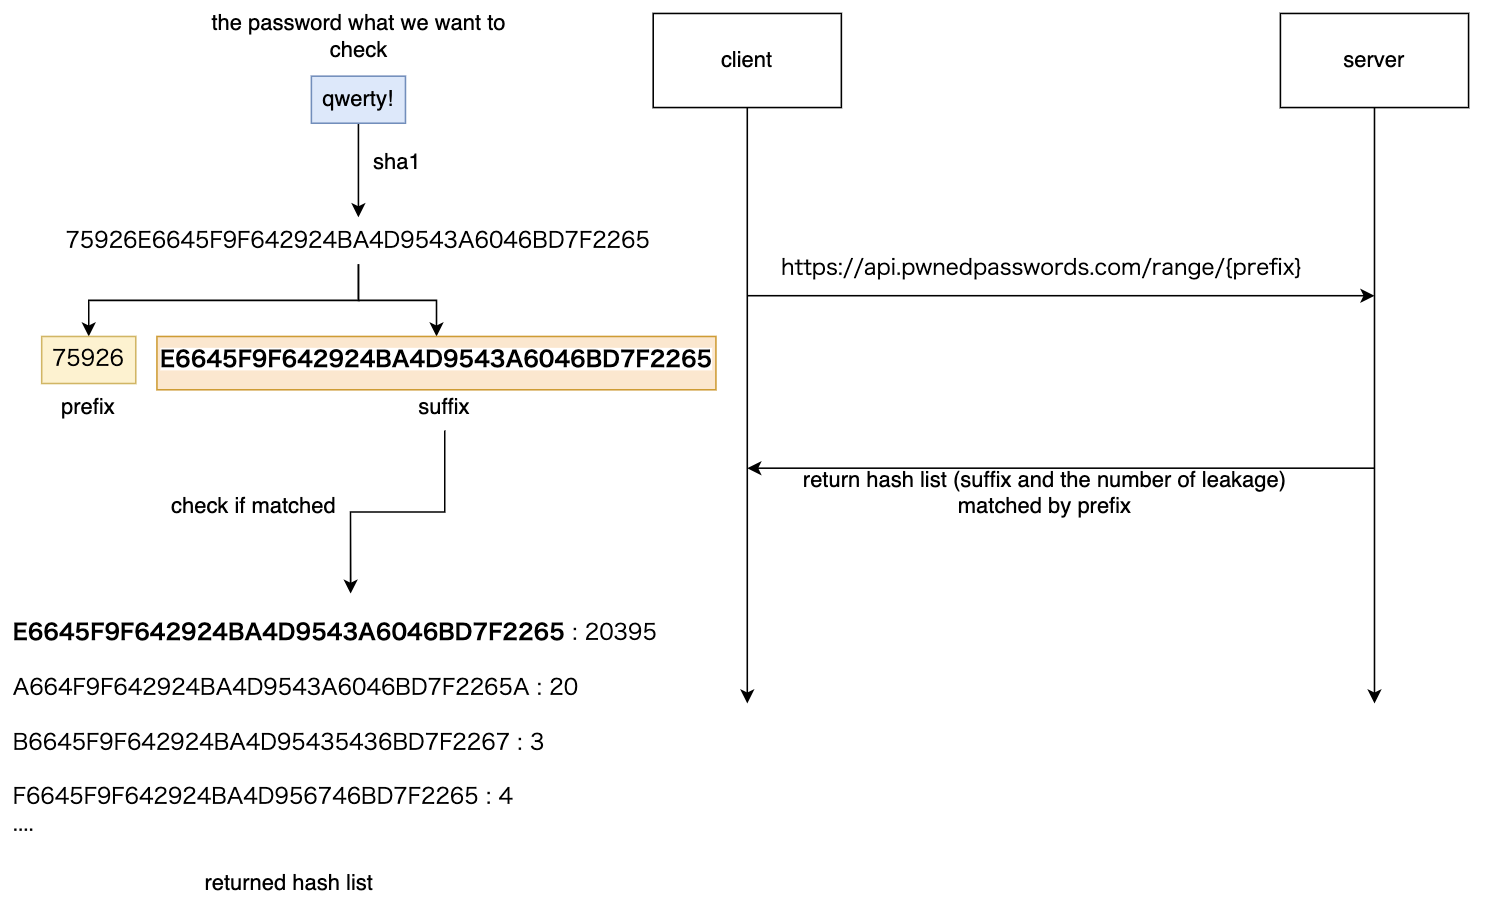 the password what we want to
check
qwerty!
sha1
75926E6645F9F642924BA4D9543A6046BD7F2265
75926
E6645F9F642924BA4D9543A6046BD7F2265
prefix
suffix
check if matched
E6645F9F642924BA4D9543A6046BD7F2265 : 20395
A664F9F642924BA4D9543A6046BD7F2265A : 20
B6645F9F642924BA4D95435436BD7F2267 : 3
F6645F9F642924BA4D956746BD7F2265 : 4
....
returned hash list
client
server
https://api.pwnedpasswords.com/range/{prefix}
return hash list (suffix and the number of leakage)
matched by prefix